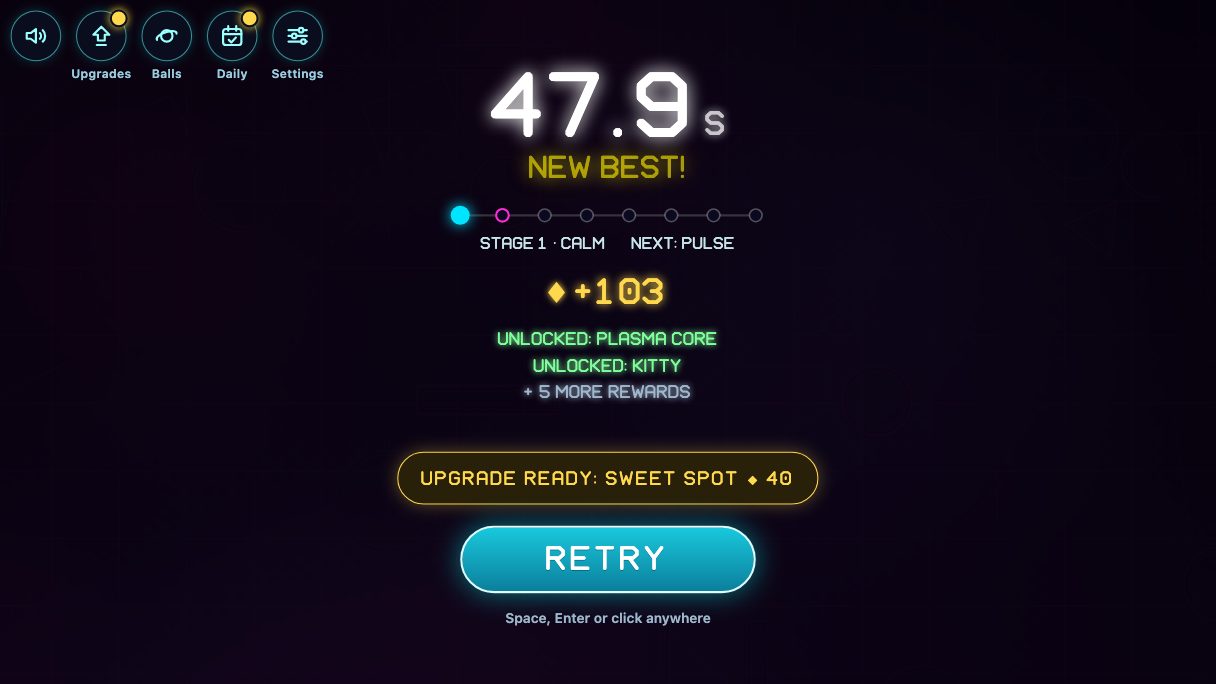 Upgrades
Balls
Daily
Settings
47.9 s
NEW BEST!
STAGE 1 · CALM NEXT: PULSE
+103
UNLOCKED: PLASMA CORE
UNLOCKED: KITTY
+ 5 MORE REWARDS
UPGRADE READY: SWEET SPOT ◆ 40
RETRY
Space, Enter or click anywhere